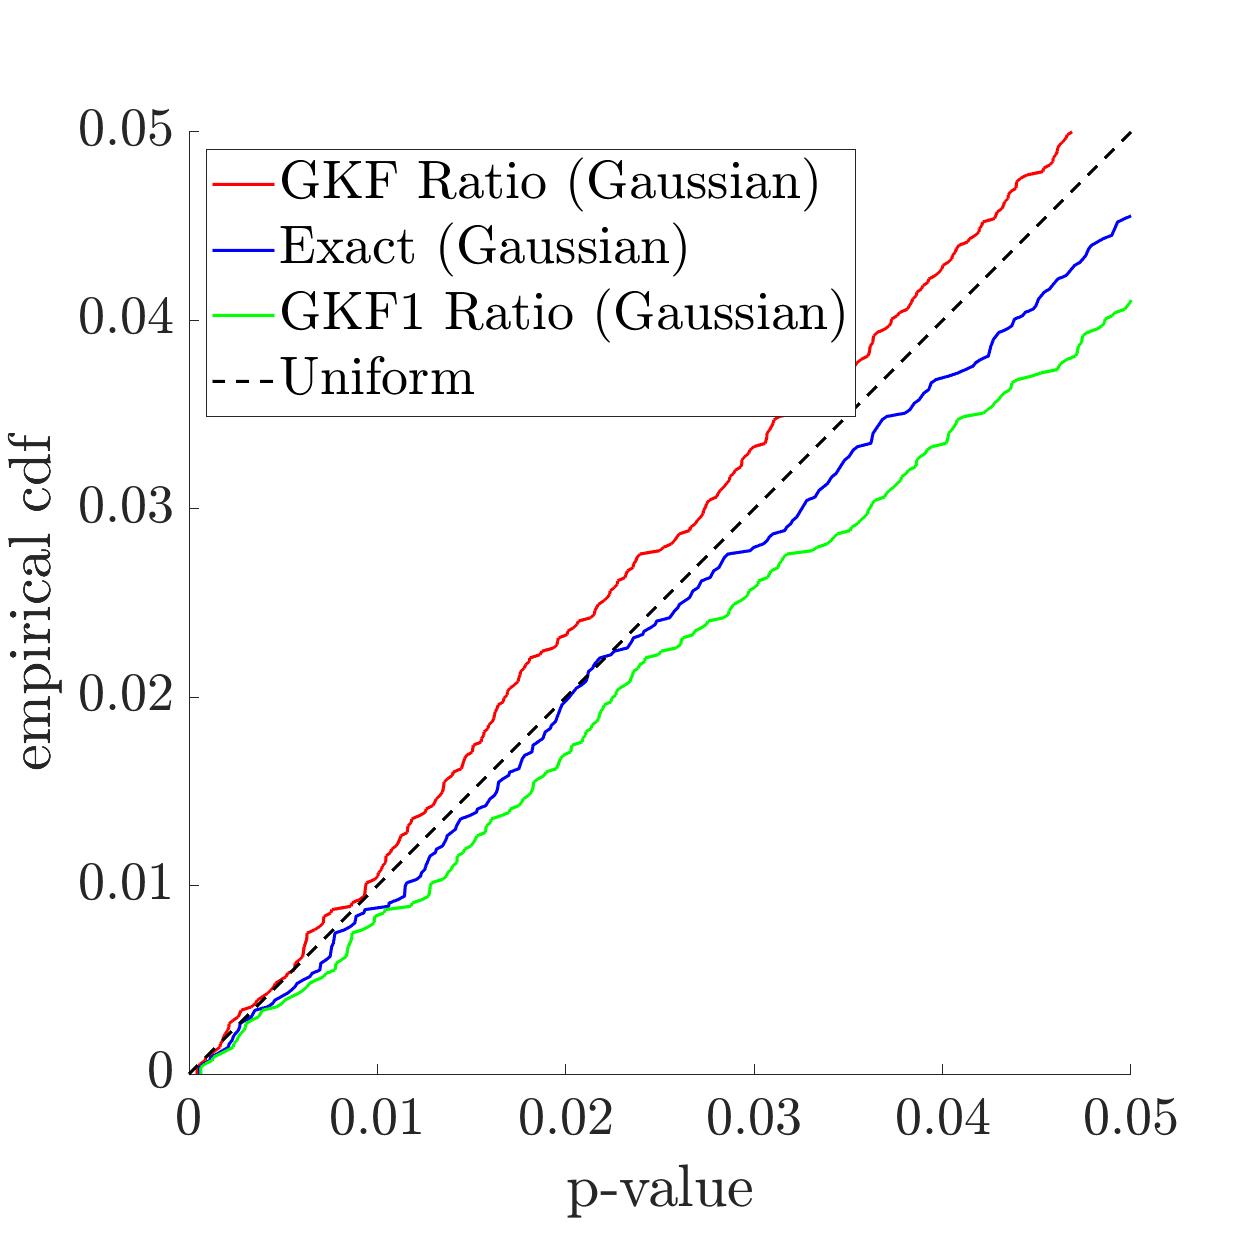 0.05
0.04
0.03
0.02
0.01
0
empirical cdf
GKF Ratio (Gaussian)
Exact (Gaussian)
GKF1 Ratio (Gaussian)
Uniform
0 0.01 0.02 0.03 0.04 0.05
p-value